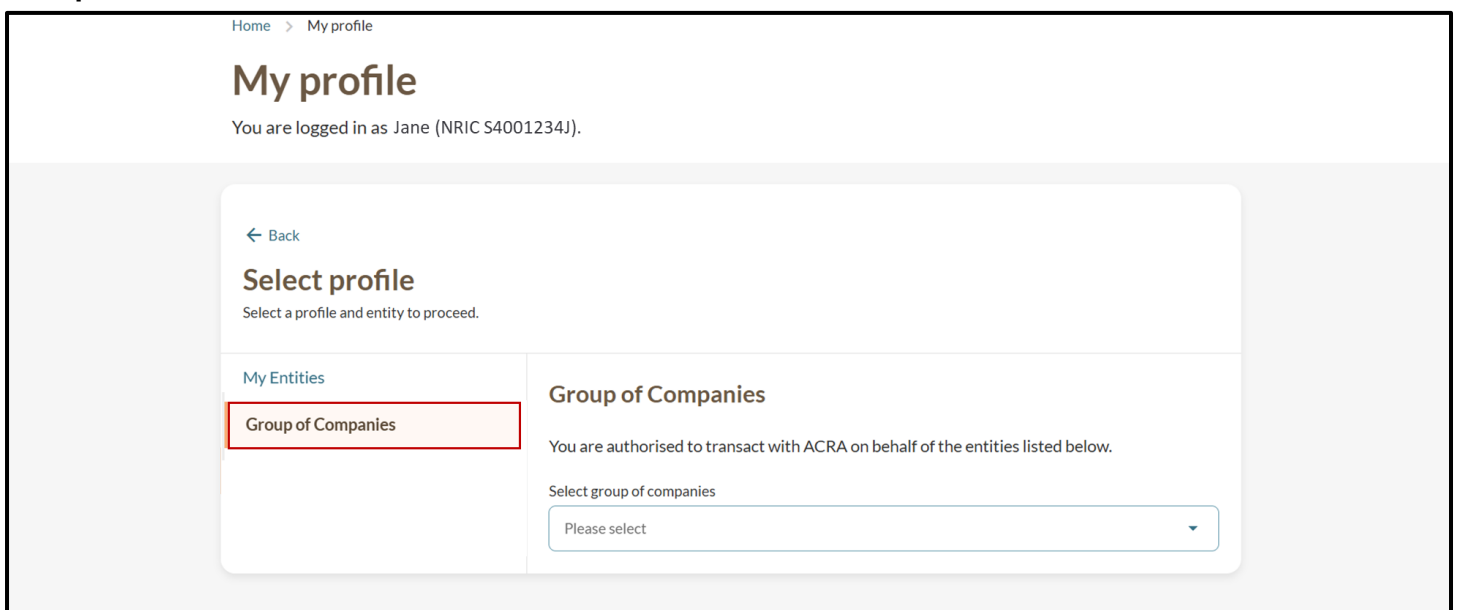 Home > My profile
My profile
You are logged in as Jane (NRIC S4001234J).
← Back
Select profile
Select a profile and entity to proceed.
My Entities
Group of Companies
Group of Companies
You are authorised to transact with ACRA on behalf of the entities listed below.
Select group of companies
Please select